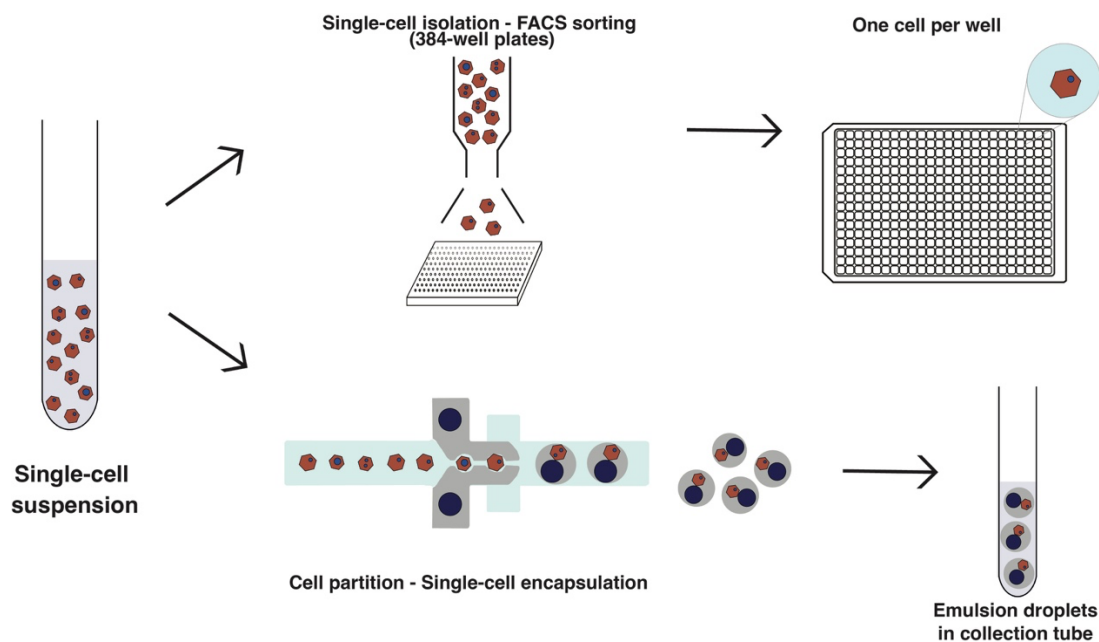 Single-cell isolation - FACS sorting
(384-well plates)
One cell per well
Single-cell
suspension
Cell partition - Single-cell encapsulation
Emulsion droplets
in collection tube